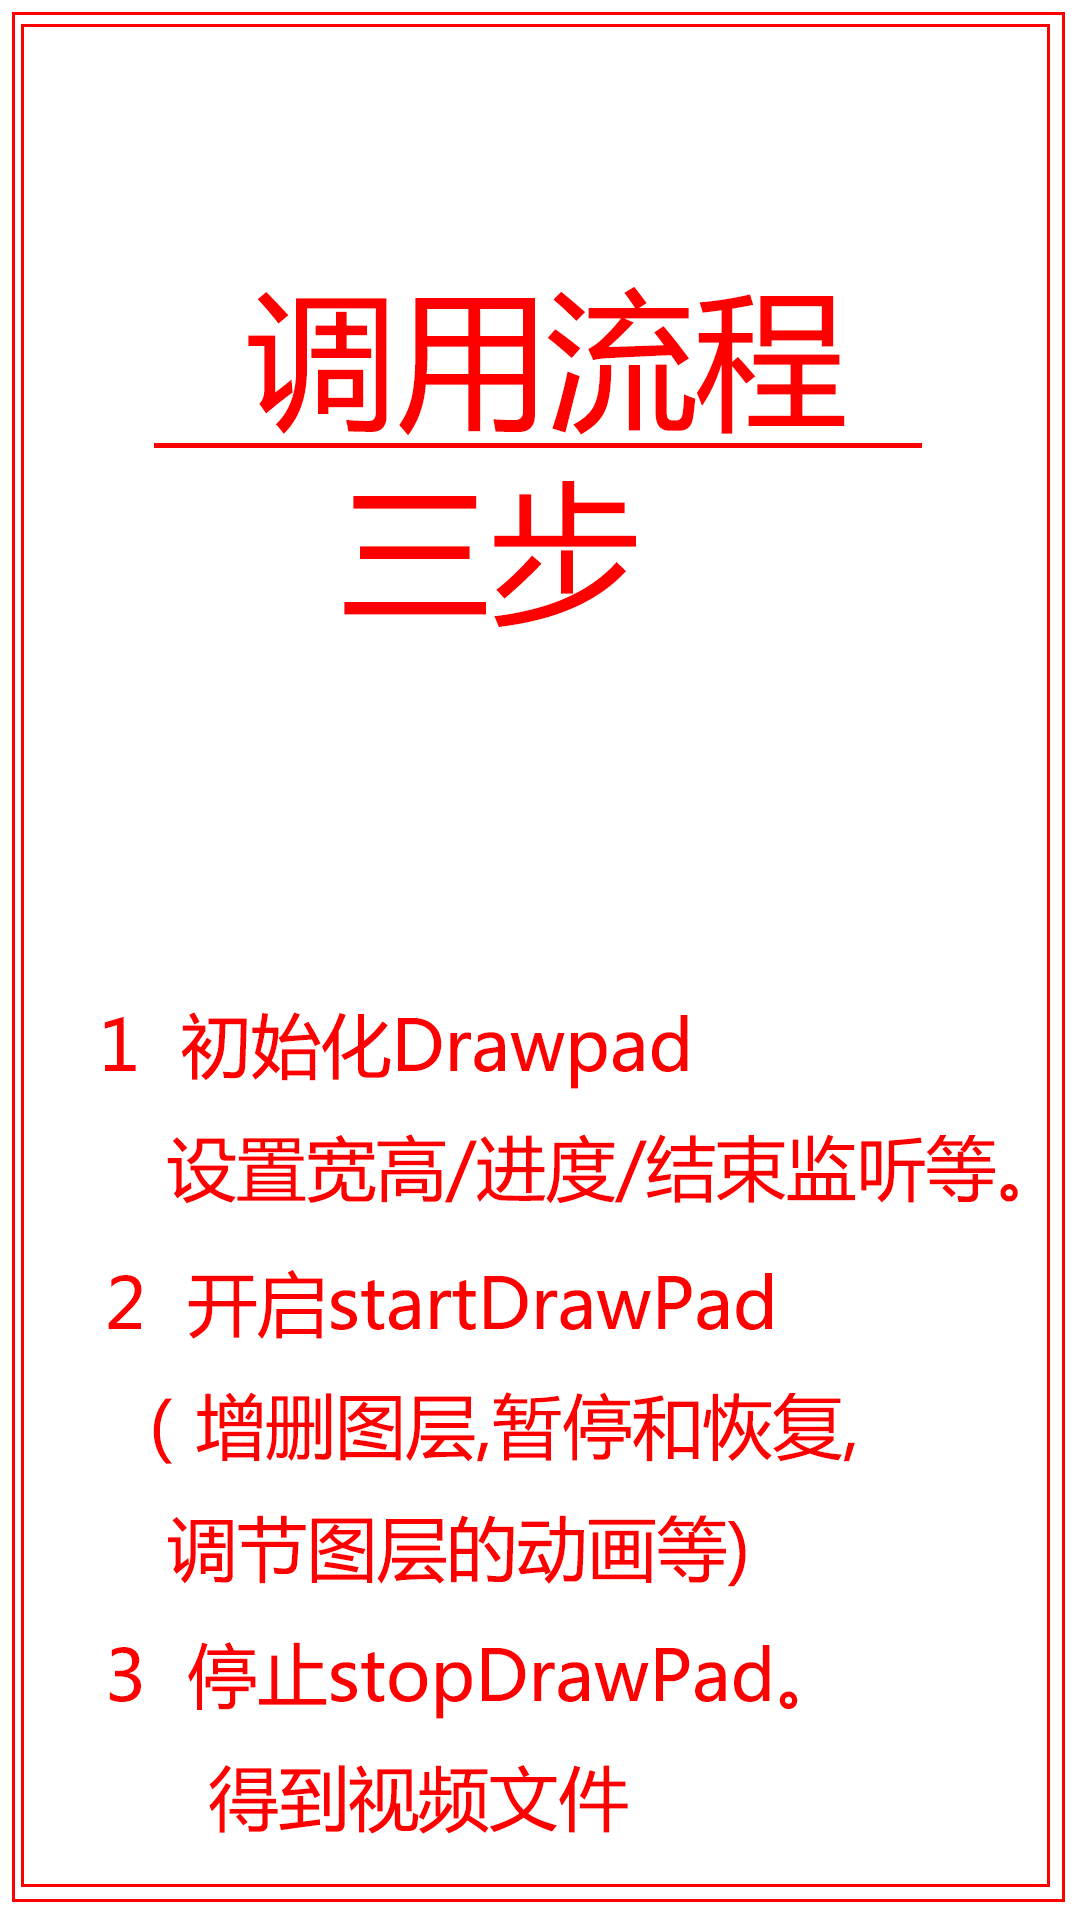 调用流程
三步
1 初始化Drawpad
设置宽高/进度/结束监听等。
2 开启startDrawPad
( 增删图层,暂停和恢复,
调节图层的动画等)
3 停止stopDrawPad。
得到视频文件